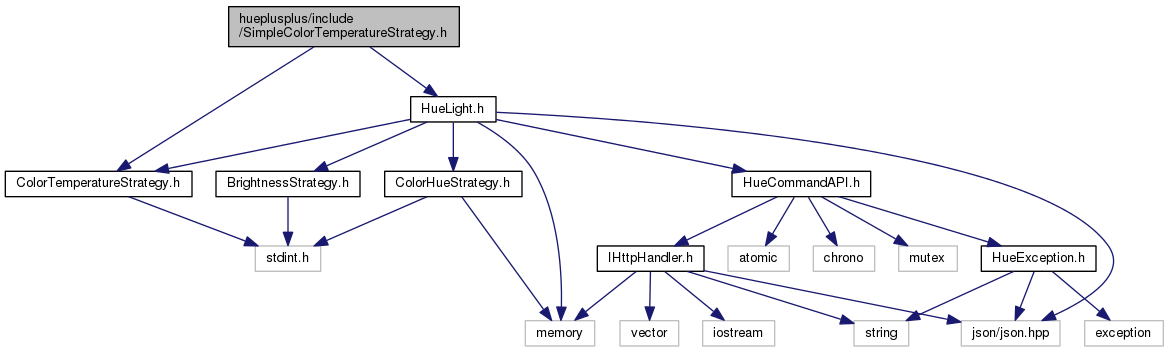 hueplusplus/include
/SimpleColorTemperatureStrategy.h
HueLight.h
ColorTemperatureStrategy.h
BrightnessStrategy.h
ColorHueStrategy.h
HueCommandAPI.h
stdint.h
IHttpHandler.h
atomic
chrono
mutex
HueException.h
memory
vector
iostream
string
json/json.hpp
exception